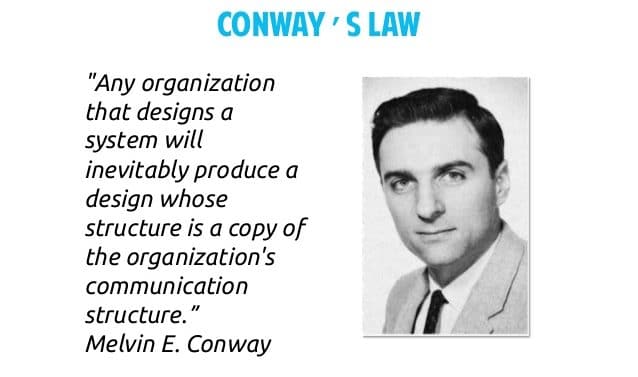 CONWAY ’ S LAW
"Any organization
that designs a
system will
inevitably produce a
design whose
structure is a copy of
the organization's
communication
structure.”
Melvin E. Conway